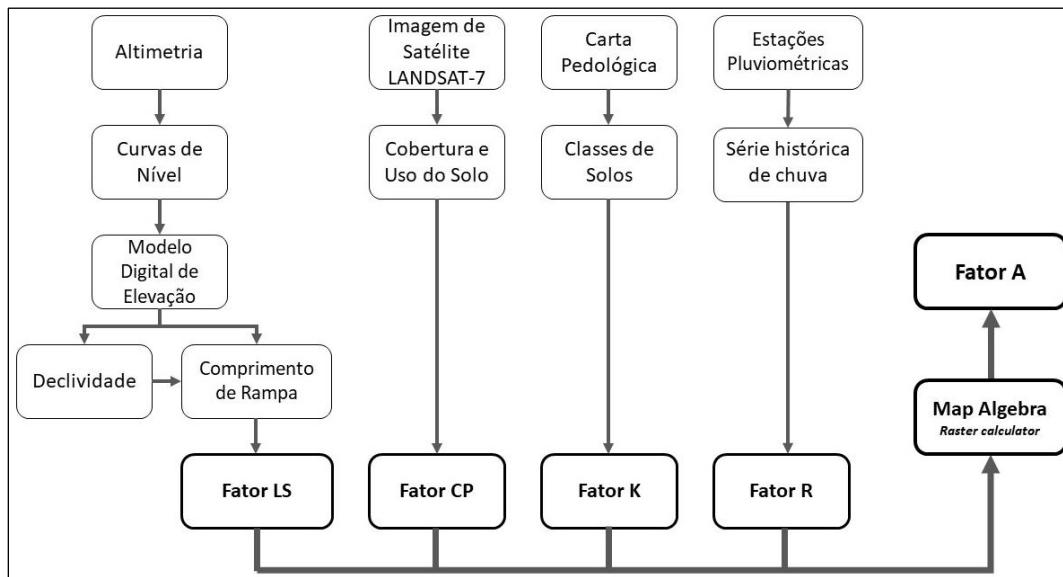 Altimetria
Curvas de
Nível
Modelo
Digital de
Elevação
Declividade
Comprimento
de Rampa
Fator LS
Imagem de
Satélite
LANDSAT-7
Cobertura e
Uso do Solo
Fator CP
Carta
Pedológica
Classes de
Solos
Fator K
Estações
Pluviométricas
Série histórica
de chuva
Fator R
Fator A
Map Algebra
Raster calculator